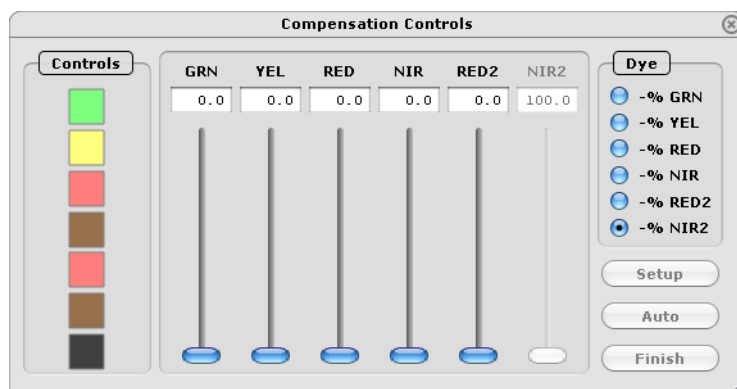 Compensation Controls
Controls
GRN YEL RED NIR RED2 NIR2
0.0 0.0 0.0 0.0 0.0 100.0
Dye
-% GRN
-% YEL
-% RED
-% NIR
-% RED2
-% NIR2
Setup
Auto
Finish